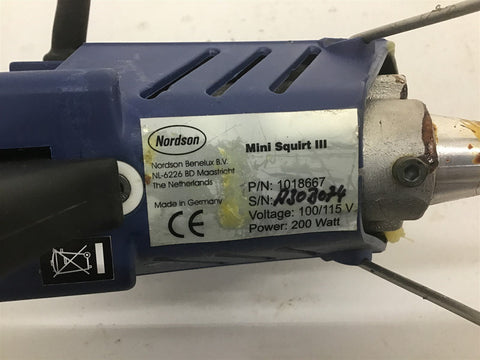 Nordson
Mini Squirt III
Nordson Benelux B.V.
NL-6226 BD Maastricht
The Netherlands
P/N: 1018667
S/N:
Made in Germany
Voltage: 100/115 V
Power: 200 Watt
CE